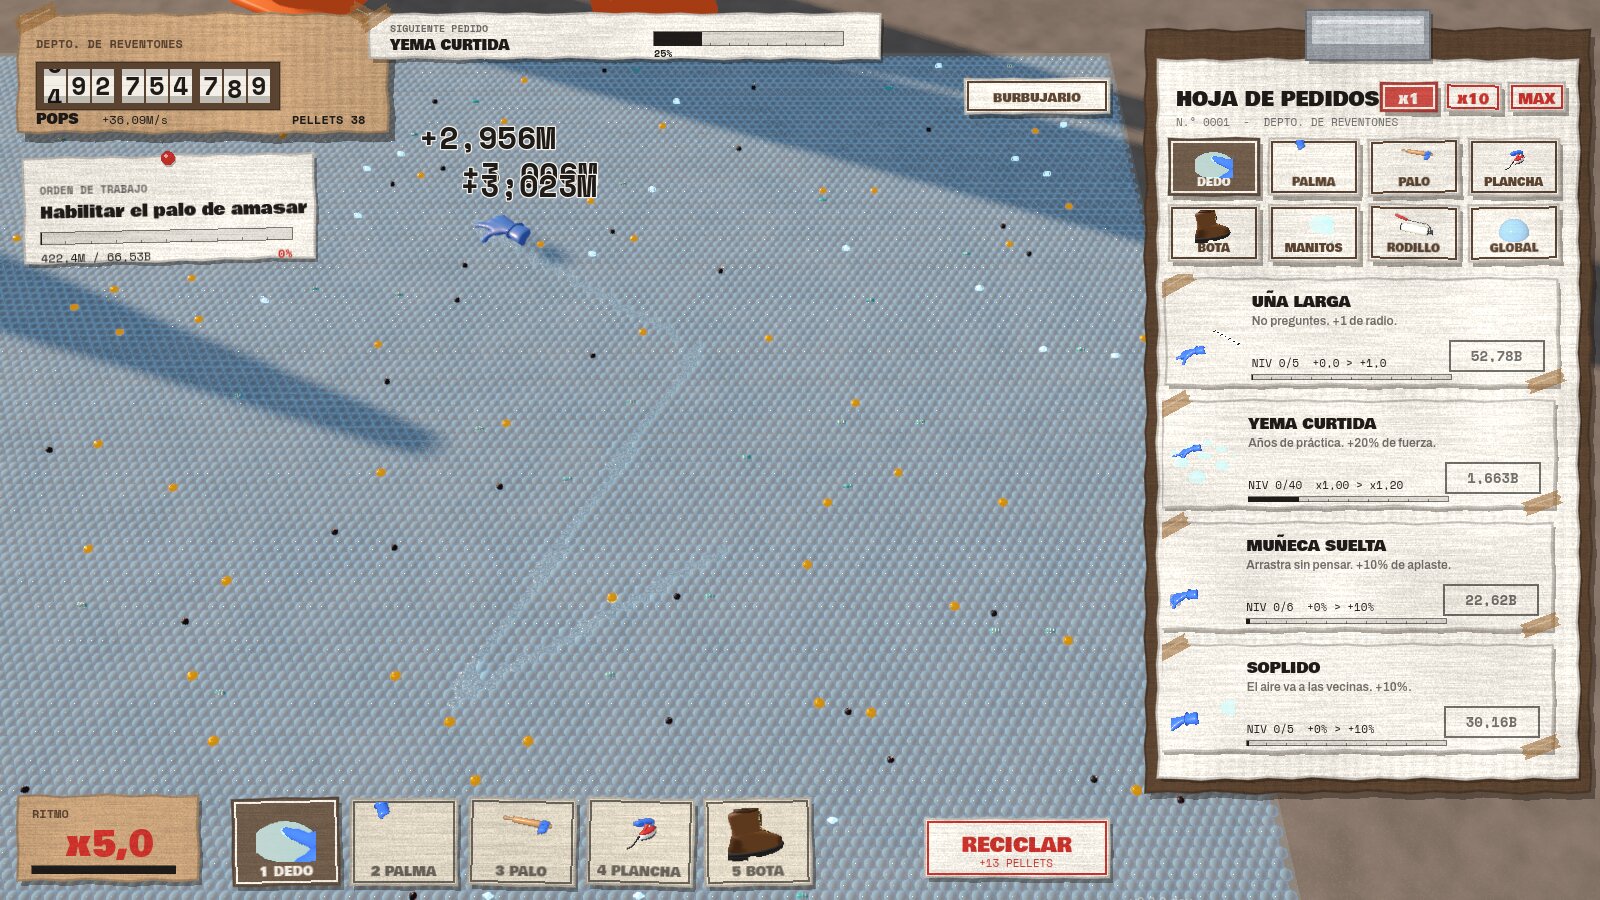 DEPTO. DE REVENTONES
492 754 789
POPS +36,09M/s PELLETS 38
SIGUIENTE PEDIDO
YEMA CURTIDA
25%
ORDEN DE TRABAJO
Habilitar el palo de amasar
422,4M / 66,53B 0%
+2,956M
+3,023M
BURBUJARIO
HOJA DE PEDIDOS x1 x10 MAX
N.° 0001 - DEPTO. DE REVENTONES
DEDO PALMA PALO PLANCHA
BOTA MANITOS RODILLO GLOBAL
UÑA LARGA
No preguntes. +1 de radio.
NIV 0/5 +0,0 > +1,0
52,78B
YEMA CURTIDA
Años de práctica. +20% de fuerza.
NIV 0/40 x1,00 > x1,20
1,663B
MUÑECA SUELTA
Arrastra sin pensar. +10% de aplaste.
NIV 0/6 +0% > +10%
22,62B
SOPLIDO
El aire va a las vecinas. +10%.
NIV 0/5 +0% > +10%
30,16B
RITMO
x5,0
1 DEDO 2 PALMA 3 PALO 4 PLANCHA 5 BOTA
RECICLAR
+13 PELLETS